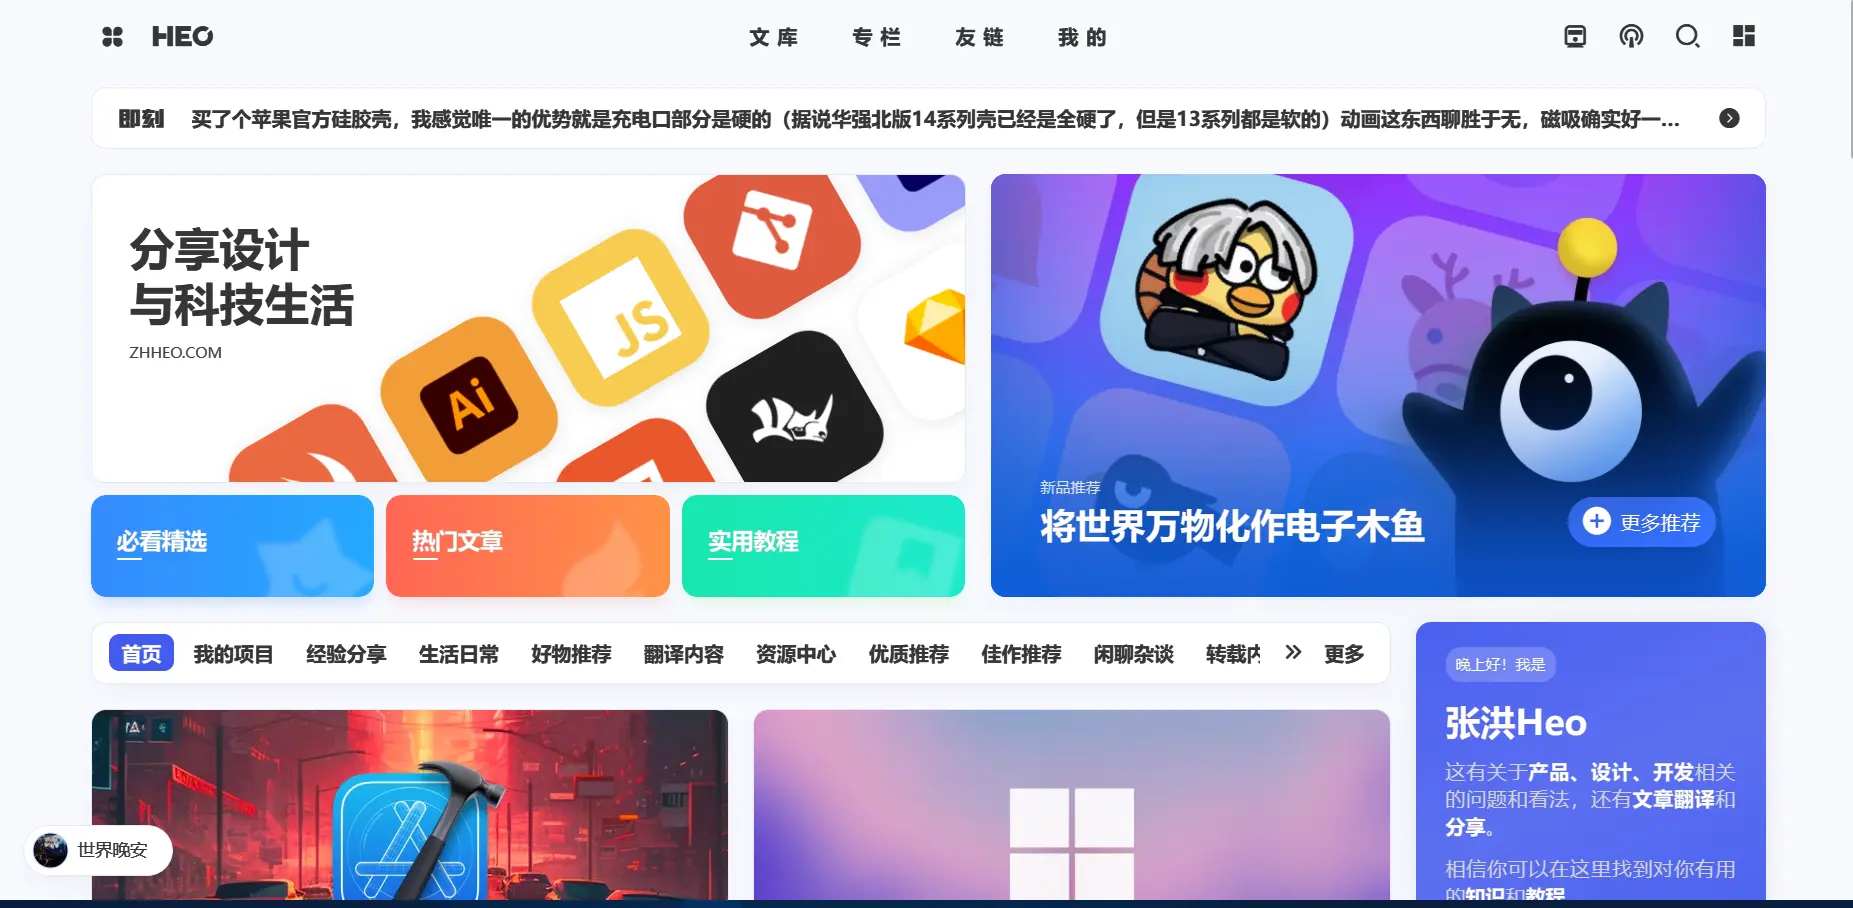 HEO
文库
专栏
友链
我的
即刻
买了个苹果官方硅胶壳，我感觉唯一的优势就是充电口部分是硬的（据说华强北版14系列壳已经是全硬了，但是13系列都是软的）动画这东西聊胜于无，磁吸确实好一...
分享设计
与科技生活
ZHHEO.COM
JS
Ai
新品推荐
将世界万物化作电子木鱼
更多推荐
必看精选
热门文章
实用教程
首页
我的项目
经验分享
生活日常
好物推荐
翻译内容
资源中心
优质推荐
佳作推荐
闲聊杂谈
转载内
更多
晚上好！我是
张洪Heo
这有关于产品、设计、开发相关
的问题和看法，还有文章翻译和
分享。
相信你可以在这里找到对你有用
的知识和教程
世界晚安